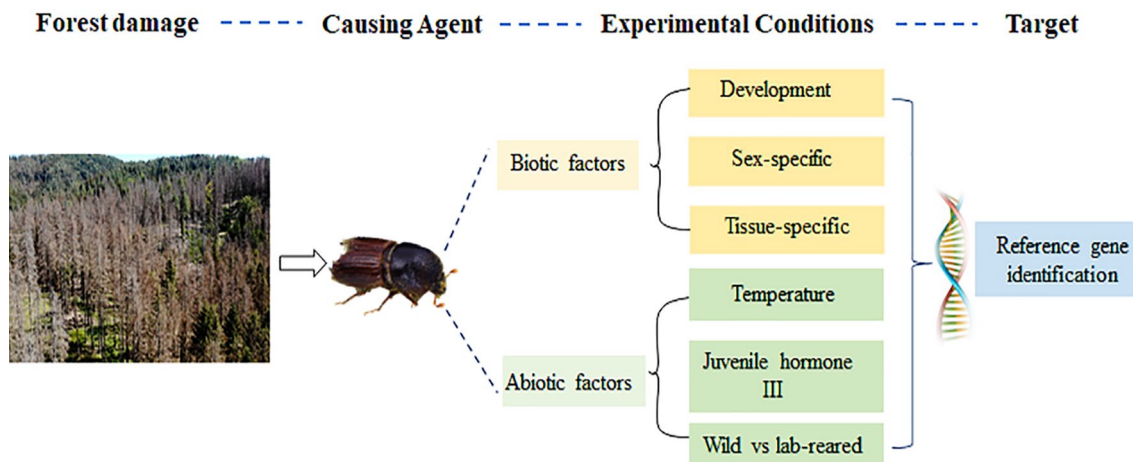 Forest damage
Causing Agent
Experimental Conditions
Target
Biotic factors
Development
Sex-specific
Tissue-specific
Abiotic factors
Temperature
Juvenile hormone
III
Wild vs lab-reared
Reference gene
identification